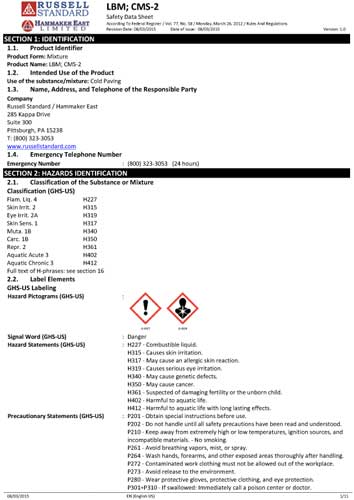 RUSSELL
STANDARD
HAMMAKER EAST
LIMITED
LBM; CMS-2
Safety Data Sheet
According To Federal Register / Vol. 77, No. 58 / Monday, March 26, 2012 / Rules And Regulations
Revision Date: 08/03/2015 Date of issue: 08/03/2015 Version: 1.0
SECTION 1: IDENTIFICATION
1.1. Product Identifier
Product Form: Mixture
Product Name: LBM; CMS-2
1.2. Intended Use of the Product
Use of the substance/mixture: Cold Paving
1.3. Name, Address, and Telephone of the Responsible Party
Company
Russell Standard / Hammaker East
285 Kappa Drive
Suite 300
Pittsburgh, PA 15238
T: (800) 323-3053
www.russellstandard.com
1.4. Emergency Telephone Number
Emergency Number : (800) 323-3053 (24 hours)
SECTION 2: HAZARDS IDENTIFICATION
2.1. Classification of the Substance or Mixture
Classification (GHS-US)
Flam. Liq. 4 H227
Skin Irrit. 2 H315
Eye Irrit. 2A H319
Skin Sens. 1 H317
Muta. 1B H340
Carc. 1B H350
Repr. 2 H361
Aquatic Acute 3 H402
Aquatic Chronic 3 H412
Full text of H-phrases: see section 16
2.2. Label Elements
GHS-US Labeling
Hazard Pictograms (GHS-US) :
GHS07 GHS08
Signal Word (GHS-US) : Danger
Hazard Statements (GHS-US) : H227 - Combustible liquid.
H315 - Causes skin irritation.
H317 - May cause an allergic skin reaction.
H319 - Causes serious eye irritation.
H340 - May cause genetic defects.
H350 - May cause cancer.
H361 - Suspected of damaging fertility or the unborn child.
H402 - Harmful to aquatic life.
H412 - Harmful to aquatic life with long lasting effects.
Precautionary Statements (GHS-US) : P201 - Obtain special instructions before use.
P202 - Do not handle until all safety precautions have been read and understood.
P210 - Keep away from extremely high or low temperatures, ignition sources, and
incompatible materials. - No smoking.
P261 - Avoid breathing vapors, mist, or spray.
P264 - Wash hands, forearms, and other exposed areas thoroughly after handling.
P272 - Contaminated work clothing must not be allowed out of the workplace.
P273 - Avoid release to the environment.
P280 - Wear protective gloves, protective clothing, and eye protection.
P301+P310 - If swallowed: Immediately call a poison center or doctor.
08/03/2015 EN (English US) 1/11